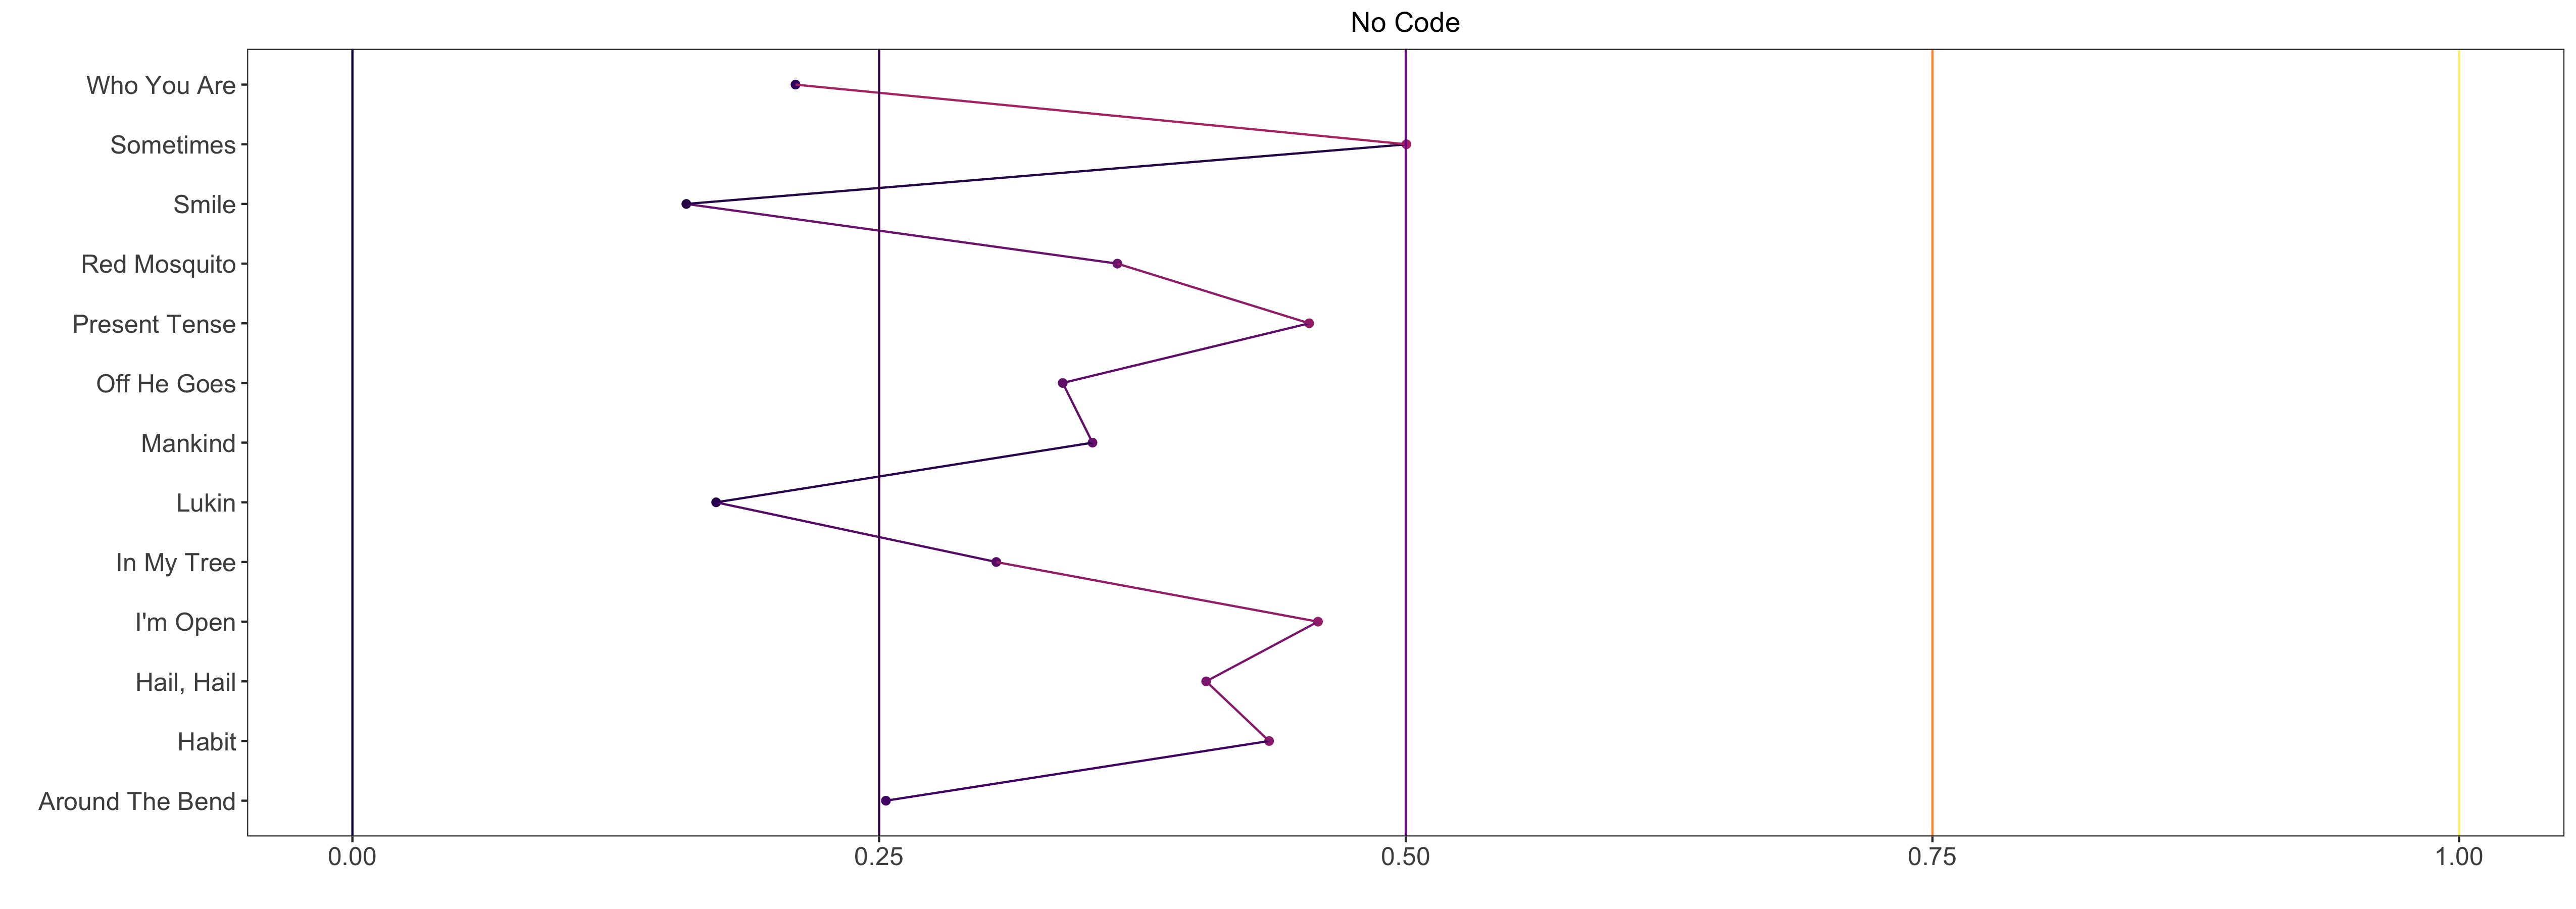 No Code
Who You Are
Sometimes
Smile
Red Mosquito
Present Tense
Off He Goes
Mankind
Lukin
In My Tree
I'm Open
Hail, Hail
Habit
Around The Bend
0.00 0.25 0.50 0.75 1.00